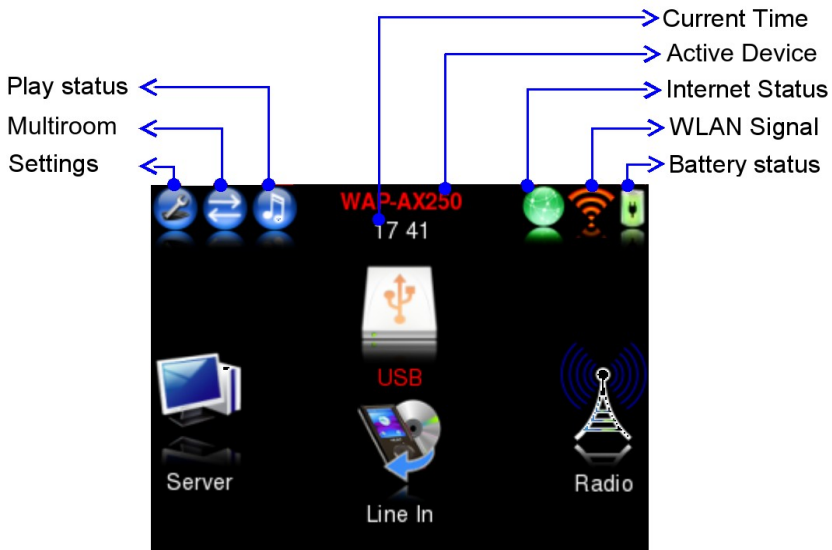 Current Time
Active Device
Play status
Internet Status
Multiroom
WLAN Signal
Settings
Battery status
WAP-AX250
17 41
USB
Server
Radio
Line In